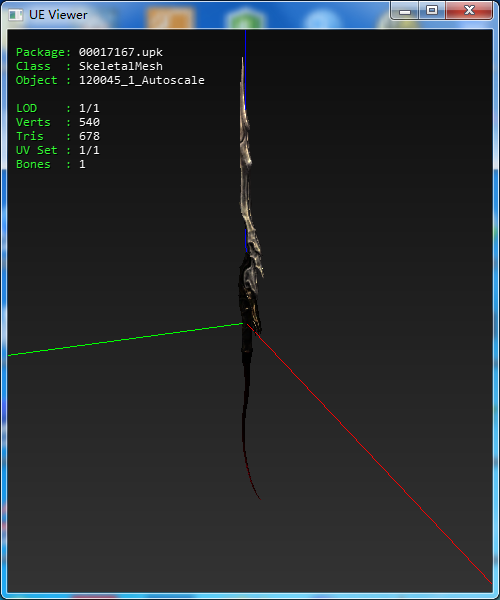 UE Viewer
Package: 00017167.upk
Class : SkeletalMesh
Object : 120045_1_Autoscale
LOD : 1/1
Verts : 540
Tris : 678
UV Set : 1/1
Bones : 1